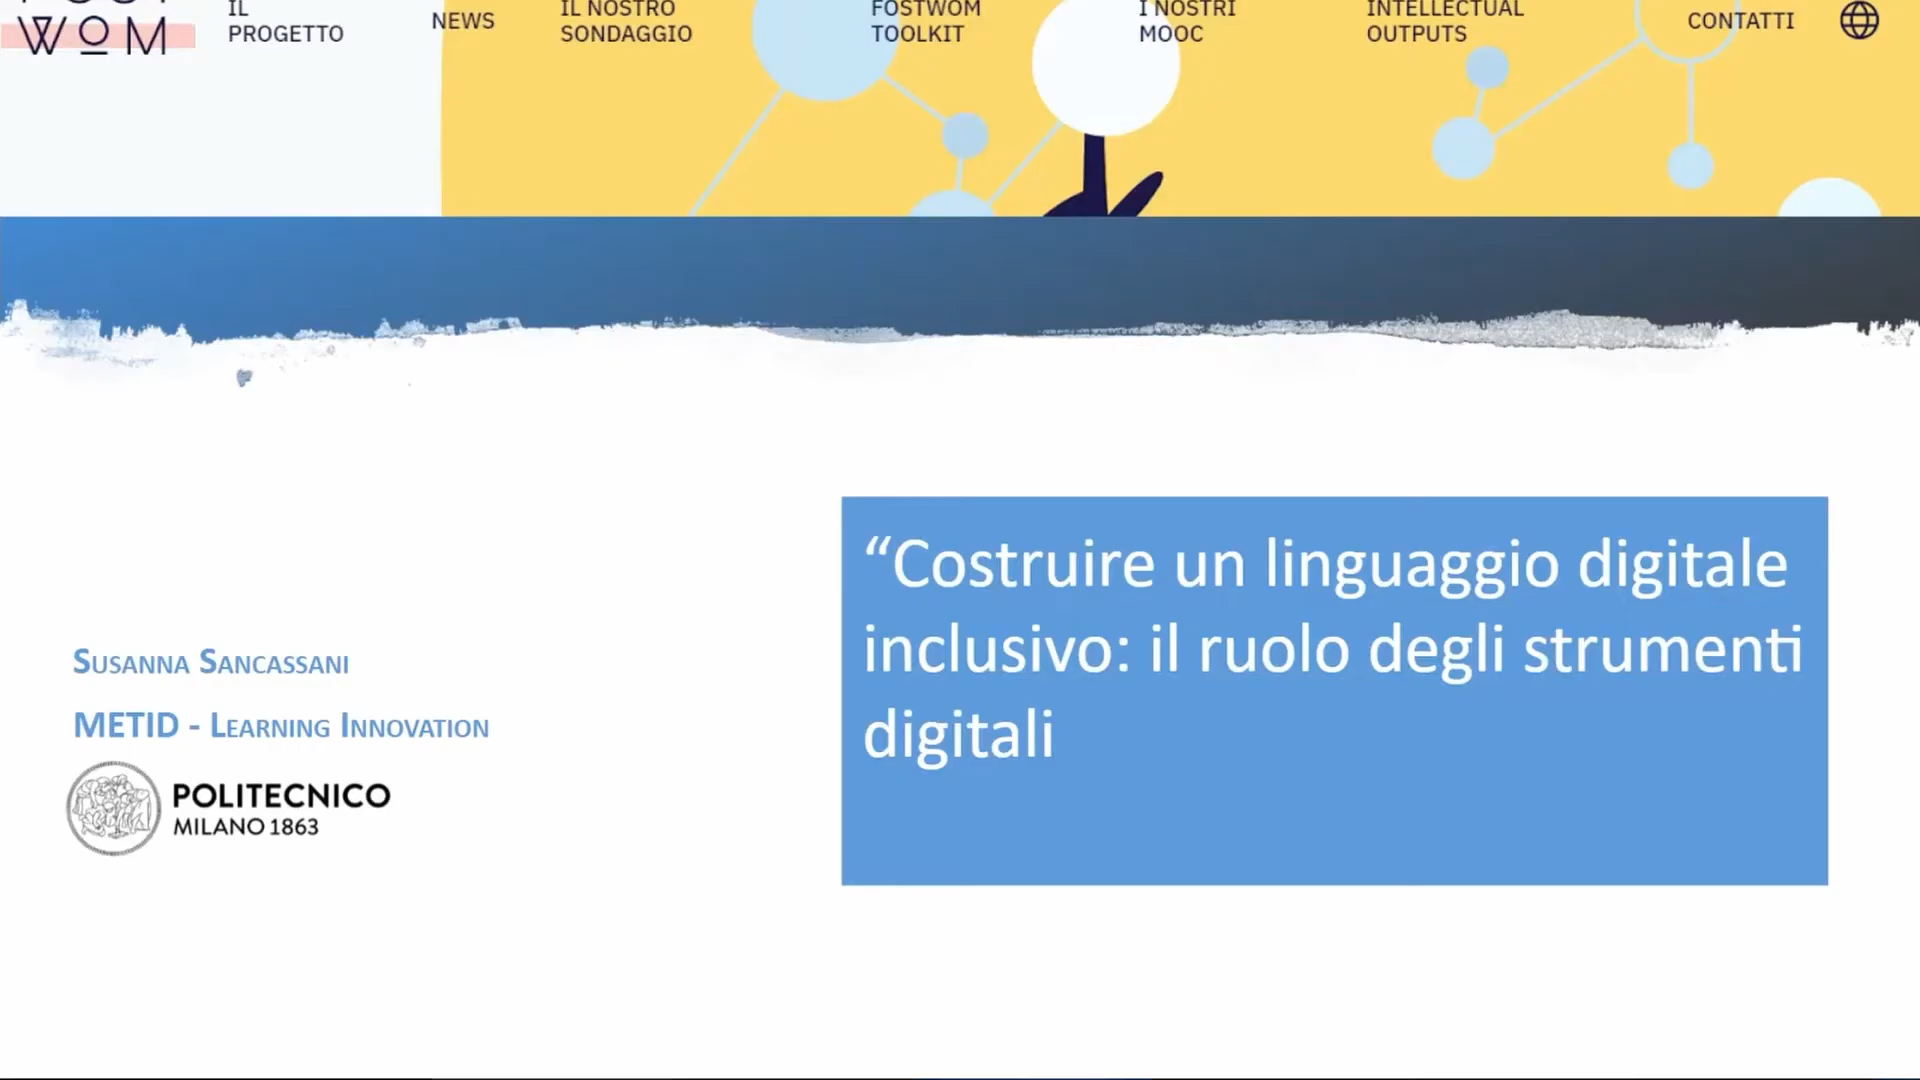 WOM
IL
PROGETTO
NEWS
IL NOSTRO
SONDAGGIO
FOSTWOM
TOOLKIT
I NOSTRI
MOOC
INTELLECTUAL
OUTPUTS
CONTATTI
“Costruire un linguaggio digitale
inclusivo: il ruolo degli strumenti
digitali
Susanna Sancassani
METID - Learning Innovation
POLITECNICO
MILANO 1863